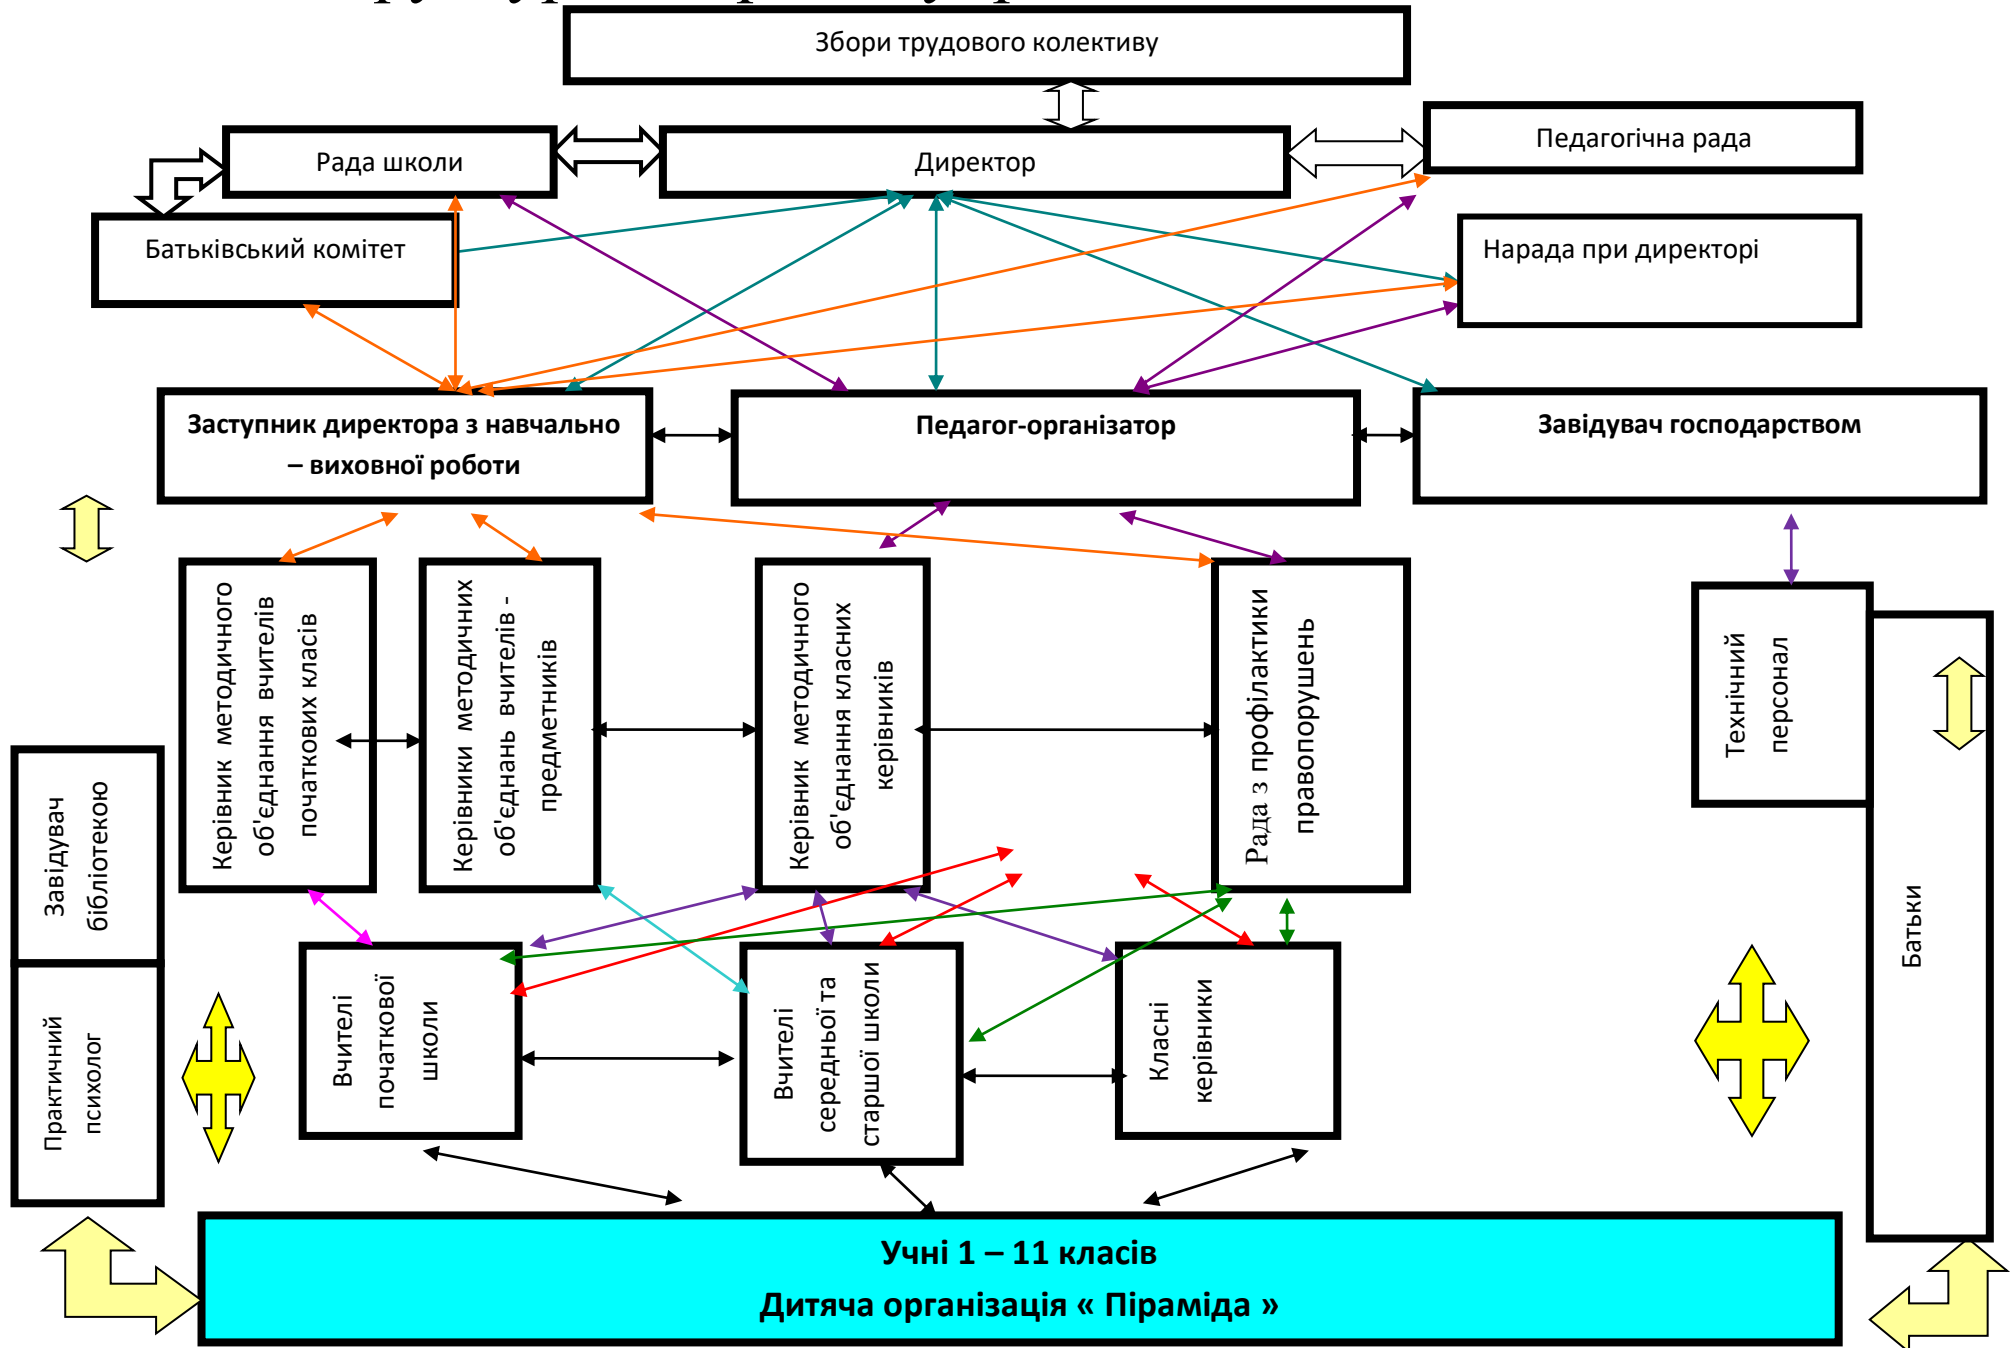 Збори трудового колективу
Рада школи
Директор
Педагогічна рада
Батьківський комітет
Нарада при директорі
Заступник директора з навчально
– виховної роботи
Педагог-організатор
Завідувач господарством
Керівник методичного
об'єднання вчителів
початкових класів
Керівники методичних
об'єднань вчителів -
предметників
Керівник методичного
об'єднання класних
керівників
Рада з профілактики
правопорушень
Технічний
персонал
Батьки
Завідувач
бібліотекою
Практичний
психолог
Вчителі
початкової
школи
Вчителі
середньої та
старшої школи
Класні
керівники
Учні 1 – 11 класів
Дитяча організація « Піраміда »